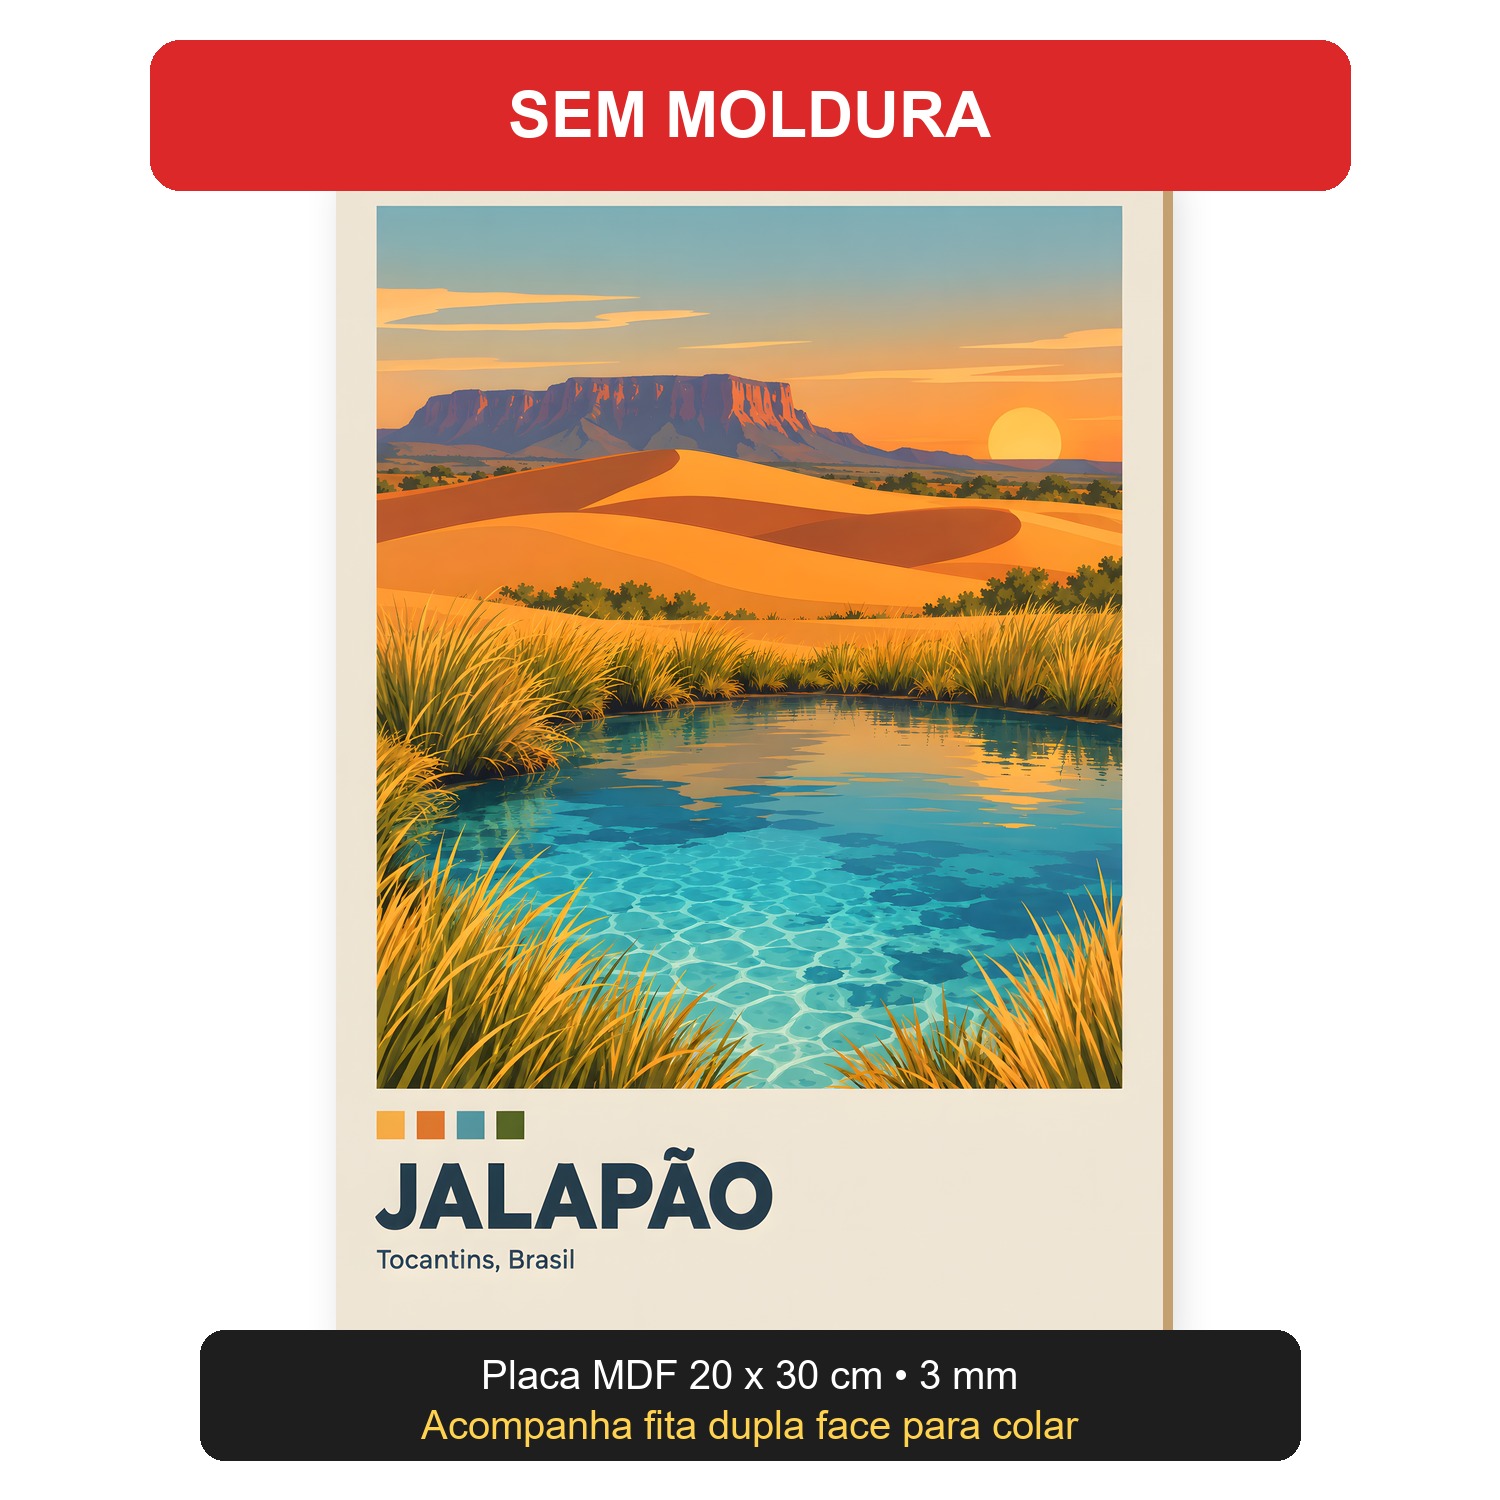 SEM MOLDURA
JALAPÃO
Tocantins, Brasil
Placa MDF 20 x 30 cm • 3 mm
Acompanha fita dupla face para colar